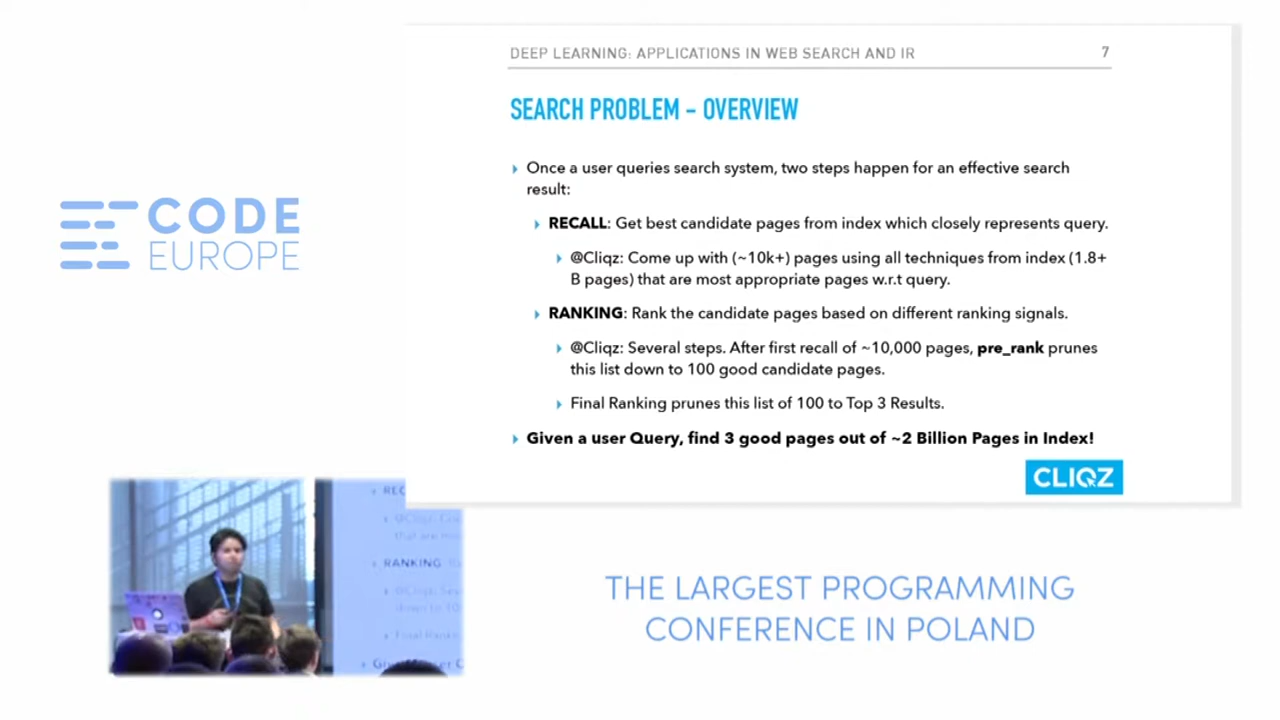 DEEP LEARNING: APPLICATIONS IN WEB SEARCH AND IR
7
SEARCH PROBLEM – OVERVIEW
Once a user queries search system, two steps happen for an effective search
result:
RECALL: Get best candidate pages from index which closely represents query.
@Cliqz: Come up with (~10k+) pages using all techniques from index (1.8+
B pages) that are most appropriate pages w.r.t query.
RANKING: Rank the candidate pages based on different ranking signals.
@Cliqz: Several steps. After first recall of ~10,000 pages, pre_rank prunes
this list down to 100 good candidate pages.
Final Ranking prunes this list of 100 to Top 3 Results.
Given a user Query, find 3 good pages out of ~2 Billion Pages in Index!
CLIQZ
CODE
EUROPE
REC
RANKING
Final Ranki
THE LARGEST PROGRAMMING
CONFERENCE IN POLAND